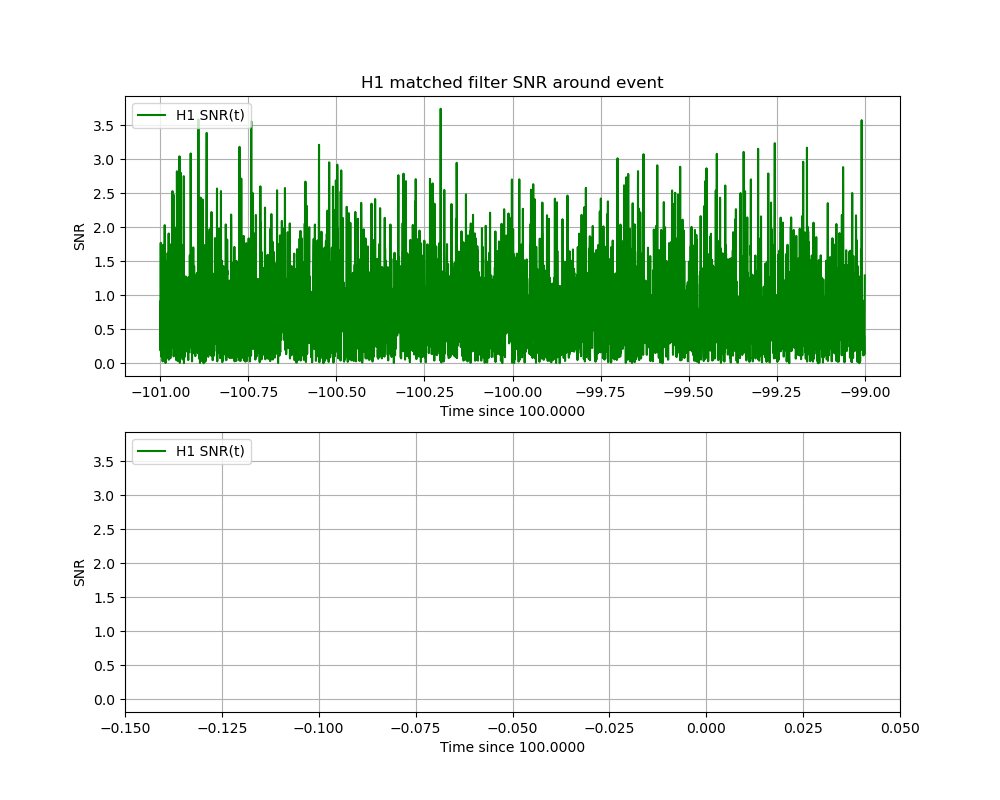 H1 matched filter SNR around event
H1 SNR(t)
SNR
3.5
3.0
2.5
2.0
1.5
1.0
0.5
0.0
−101.00 −100.75 −100.50 −100.25 −100.00 −99.75 −99.50 −99.25 −99.00
Time since 100.0000
H1 SNR(t)
SNR
3.5
3.0
2.5
2.0
1.5
1.0
0.5
0.0
−0.150 −0.125 −0.100 −0.075 −0.050 −0.025 0.000 0.025 0.050
Time since 100.0000